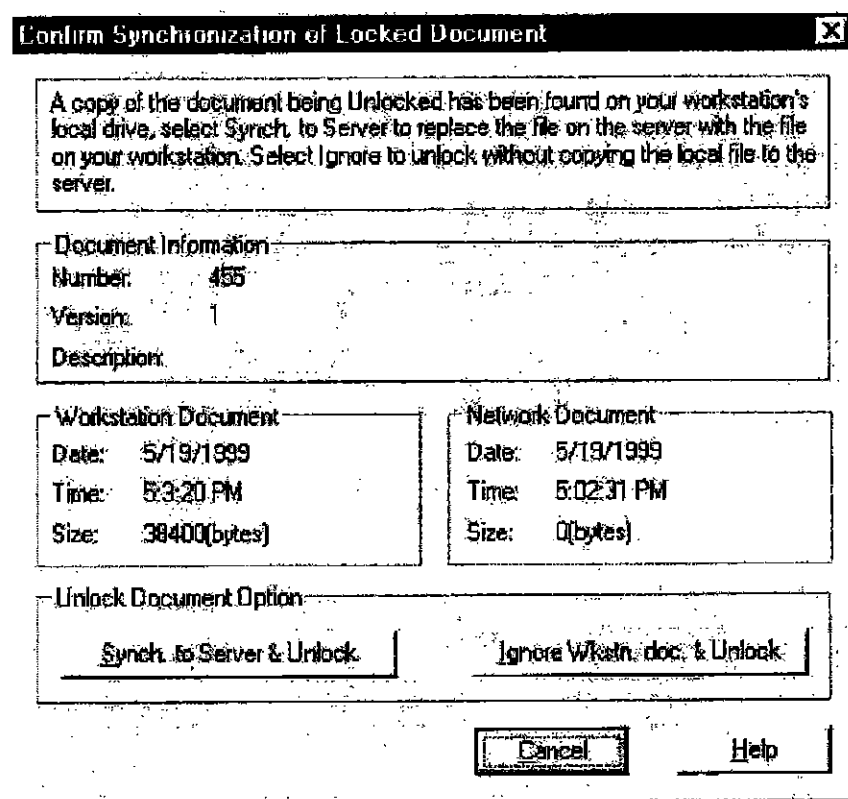 Confirm Synchronization of Locked Document
A copy of the document being Unlocked has been found on your workstation's
local drive, select Synch. to Server to replace the file on the server with the file
on your workstation. Select Ignore to unlock without copying the local file to the
server.
Document Information
Number: 455
Version: 1
Description:
Workstation Document
Date: 5/19/1999
Time: 5:3:20 PM
Size: 38400(bytes)
Network Document
Date: 5/19/1999
Time: 5:02:31 PM
Size: 0(bytes)
Unlock Document Option
Synch. to Server & Unlock
Ignore Wkstn. doc. & Unlock
Cancel
Help